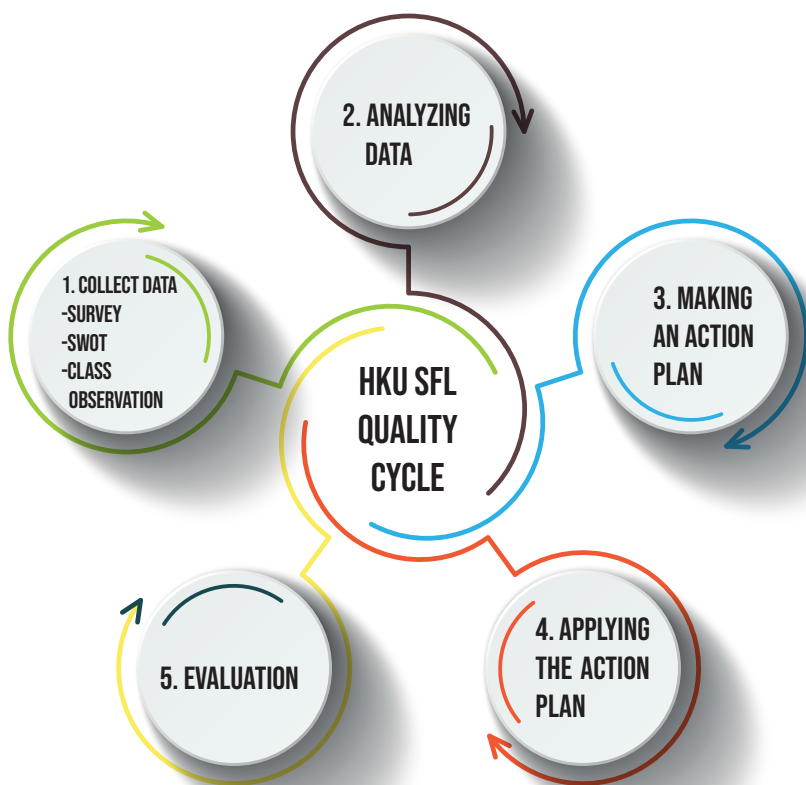 HKU SFL
QUALITY
CYCLE
1. COLLECT DATA
-SURVEY
-SWOT
-CLASS
OBSERVATION
2. ANALYZING
DATA
3. MAKING
AN ACTION
PLAN
4. APPLYING
THE ACTION
PLAN
5. EVALUATION